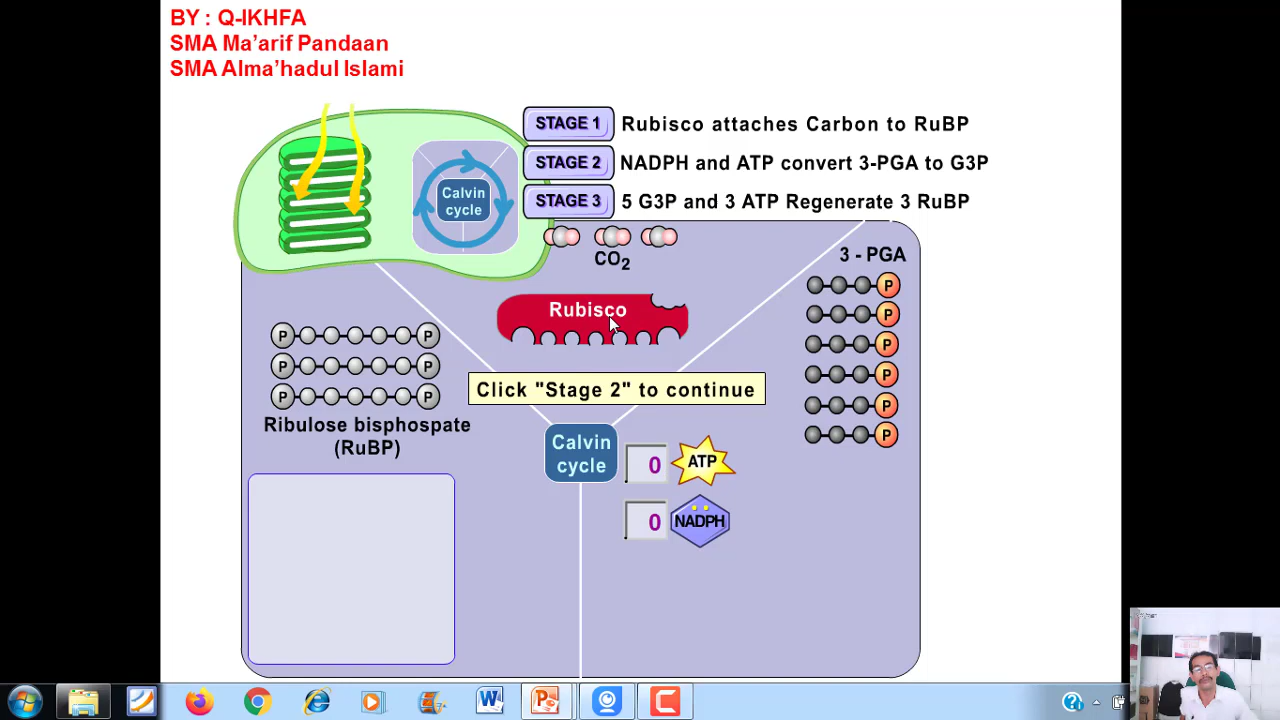 BY : Q-IKHFA
SMA Ma’arif Pandaan
SMA Alma’hadul Islami
STAGE 1 Rubisco attaches Carbon to RuBP
STAGE 2 NADPH and ATP convert 3-PGA to G3P
STAGE 3 5 G3P and 3 ATP Regenerate 3 RuBP
Calvin
cycle
CO2
3 - PGA
Rubisco
P
P
P
P
P
P
P P
P P
P P
Ribulose bisphospate
(RuBP)
Click "Stage 2" to continue
Calvin
cycle
0 ATP
0 NADPH